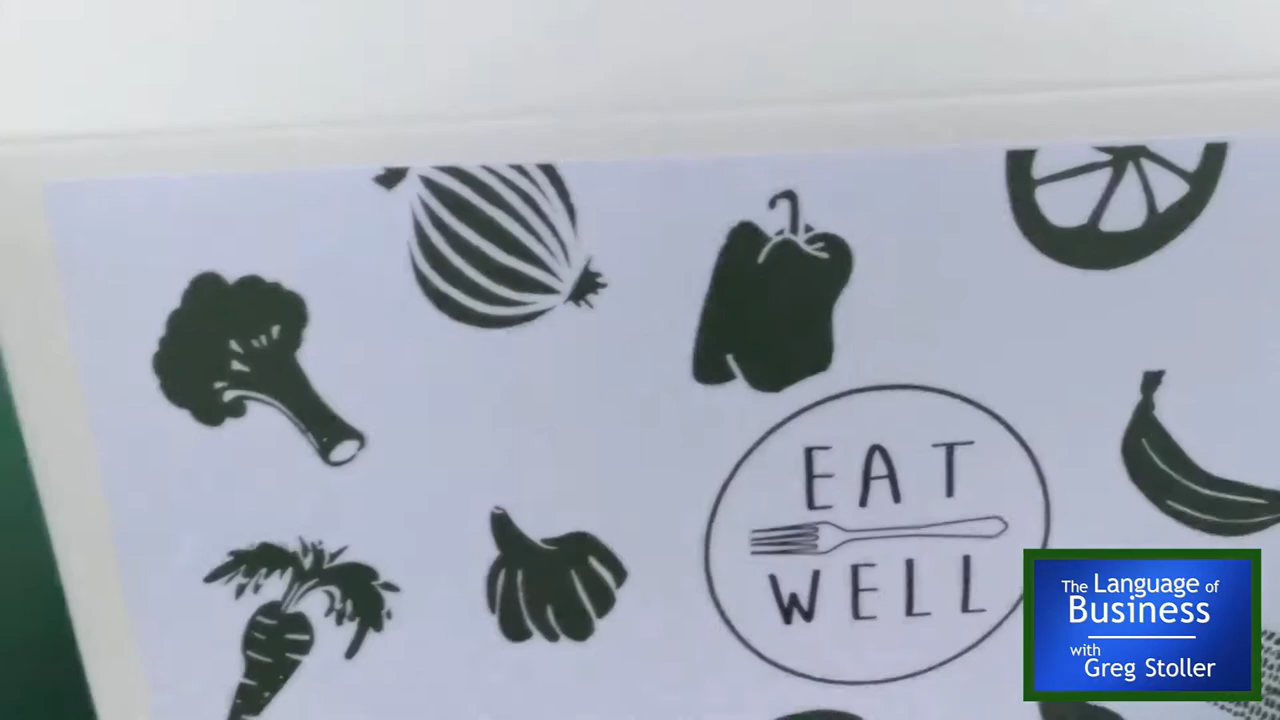 EAT
WELL
The Language of
Business
with
Greg Stoller